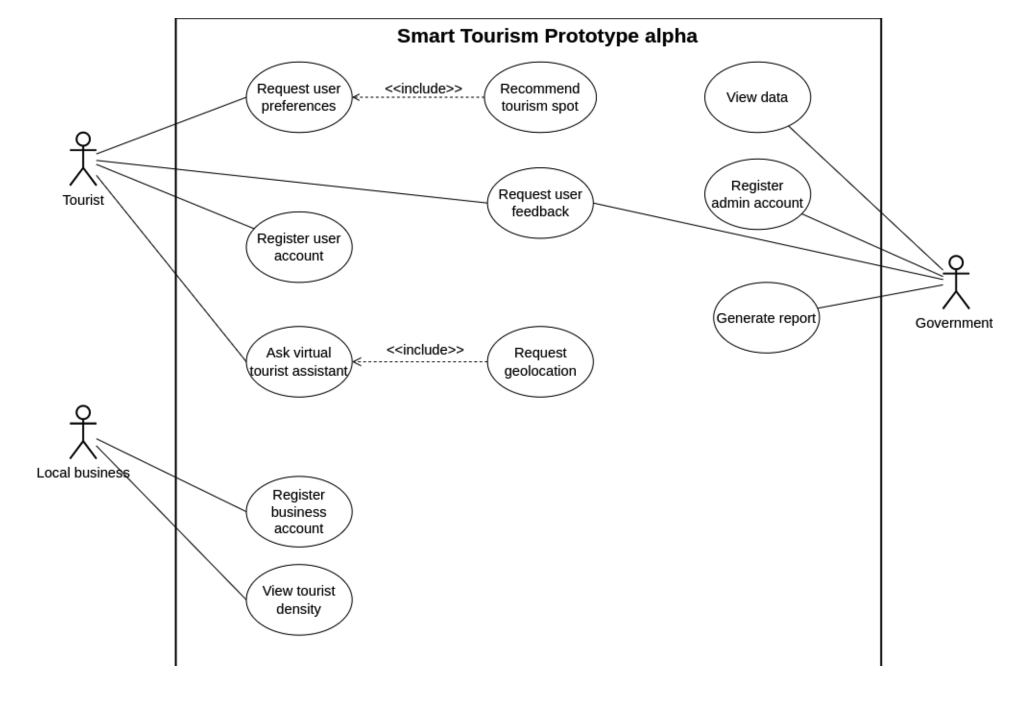 Smart Tourism Prototype alpha
Request user
preferences
<<include>>
Recommend
tourism spot
View data
Tourist
Request user
feedback
Register
admin account
Register user
account
Government
Generate report
Ask virtual
tourist assistant
<<include>>
Request
geolocation
Local business
Register
business
account
View tourist
density